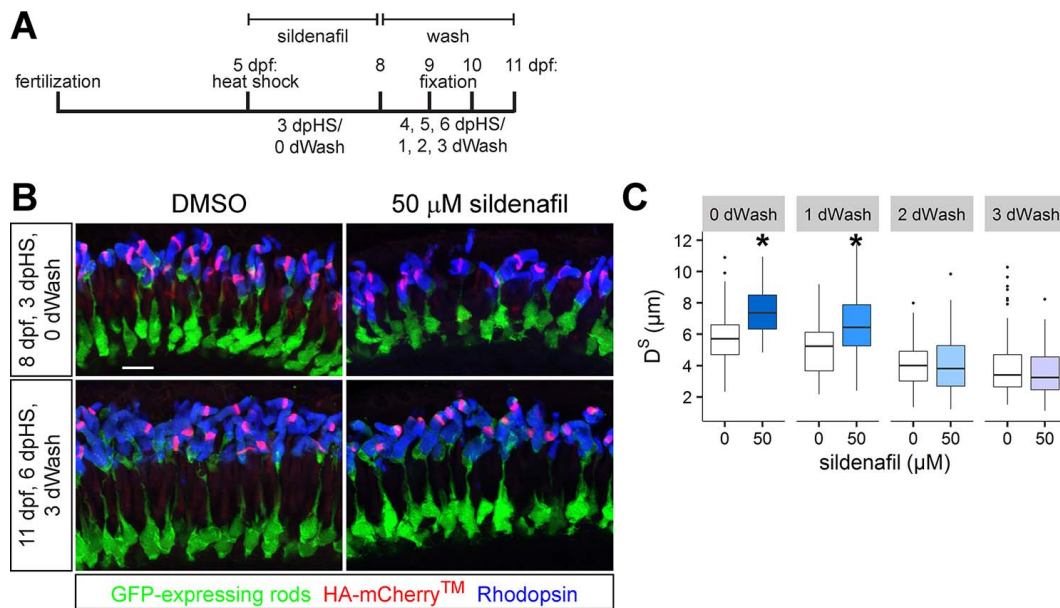 A
sildenafil wash
5 dpf: 8 9 10 11 dpf:
fertilization heat shock fixation
3 dpHS/ 4, 5, 6 dpHS/
0 dWash 1, 2, 3 dWash
B
DMSO 50 μM sildenafil
8 dpf, 3 dpHS,
0 dWash
11 dpf, 6 dpHS,
3 dWash
GFP-expressing rods HA-mCherry™ Rhodopsin
C
0 dWash 1 dWash 2 dWash 3 dWash
* *
12
10
8
6
4
2
Dˢ (μm)
0 50 0 50 0 50 0 50
sildenafil (μM)